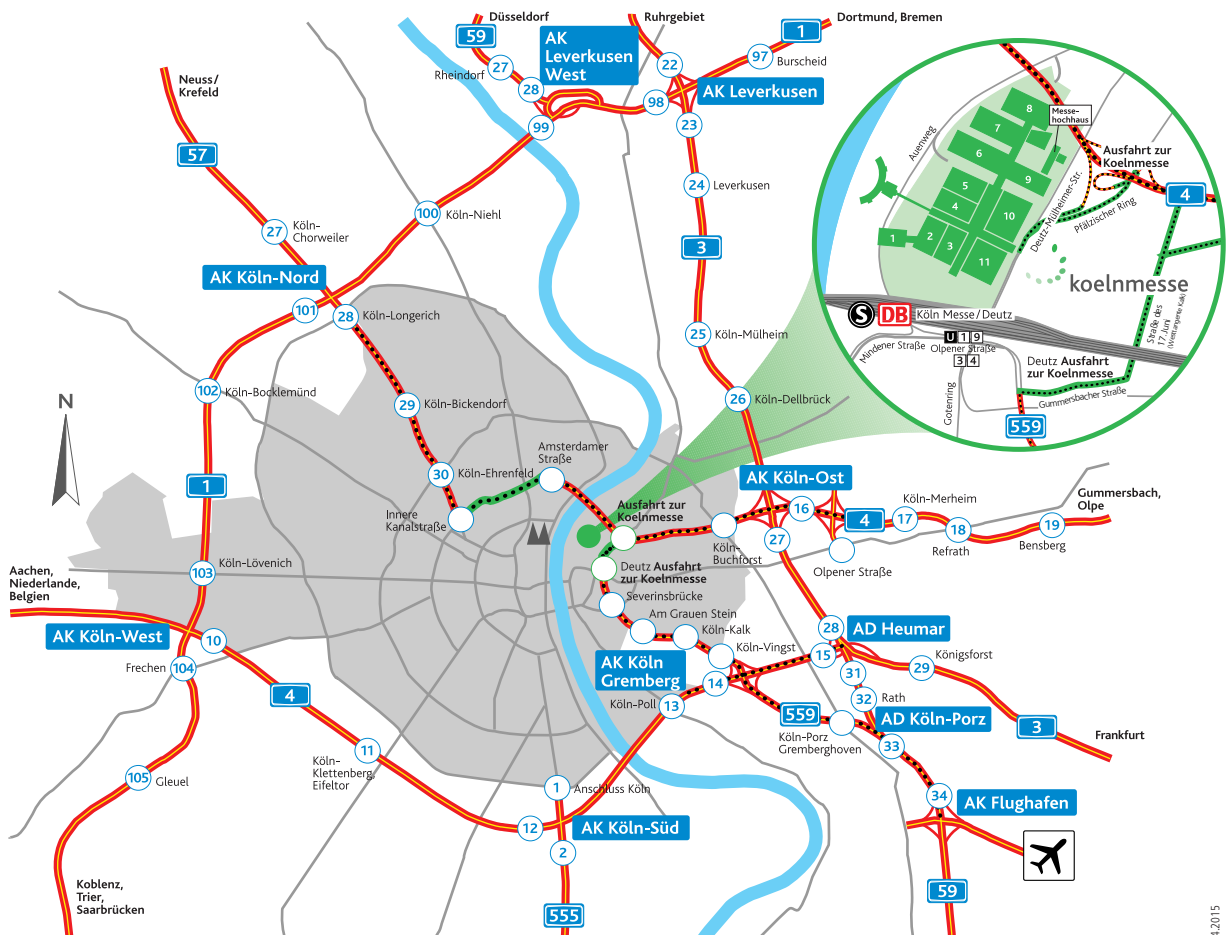 Düsseldorf
Ruhrgebiet
Dortmund, Bremen
59
AK
Leverkusen
West
1
22
97
Burscheid
Rheindorf
27
28
98
AK Leverkusen
99
23
Neuss/
Krefeld
57
24
Leverkusen
100
Köln-Niehl
27
Köln-
Chorweiler
3
AK Köln-Nord
101
28
Köln-Longerich
25
Köln-Mülheim
102
Köln-Bocklemünd
29
Köln-Bickendorf
26
Köln-Dellbrück
N
1
30
Köln-Ehrenfeld
Amsterdamer
Straße
Innere
Kanalstraße
Ausfahrt zur
Koelnmesse
AK Köln-Ost
16
4
Köln-Merheim
17
18
Refrath
19
Bensberg
Gummersbach,
Olpe
Köln-
Buchforst
27
Olpener Straße
Deutz Ausfahrt
zur Koelnmesse
Severinsbrücke
Am Grauen Stein
Köln-Kalk
Köln-Vingst
103
Köln-Lövenich
Aachen,
Niederlande,
Belgien
AK Köln-West
10
Frechen
104
4
11
Köln-
Klettenberg,
Eifeltor
105
Gleuel
Koblenz,
Trier,
Saarbrücken
AK Köln
Gremberg
14
15
28
AD Heumar
29
Königsforst
31
32
Rath
Köln-Poll
13
559
Köln-Porz
Gremberghoven
AD Köln-Porz
33
3
Frankfurt
1
Anschluss Köln
12
AK Köln-Süd
2
555
34
AK Flughafen
59
4.2015
8
Messe-
hochhaus
7
6
5
4
9
10
1
2
3
11
Auenweg
Ausfahrt zur
Koelnmesse
4
Deutz-Mülheimer-Str.
Pfälzischer Ring
koelnmesse
Straße des
17. Juni
(Westtangente Kalk)
S
DB
Köln Messe/Deutz
U 1 9
Olpener Straße
3 4
Mindener Straße
Deutz Ausfahrt
zur Koelnmesse
Gotenring
Gummersbacher Straße
559